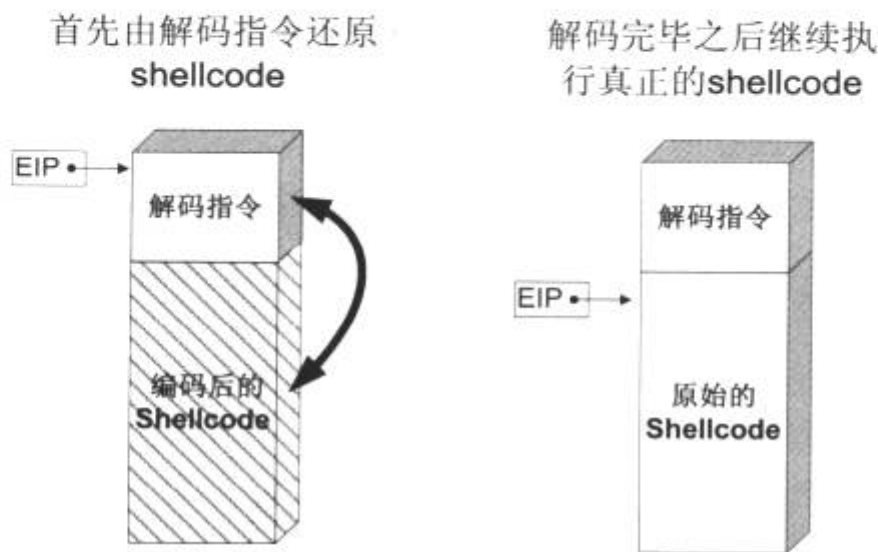 首先由解码指令还原
shellcode
EIP
解码指令
编码后的
Shellcode
解码完毕之后继续执
行真正的shellcode
解码指令
EIP
原始的
Shellcode